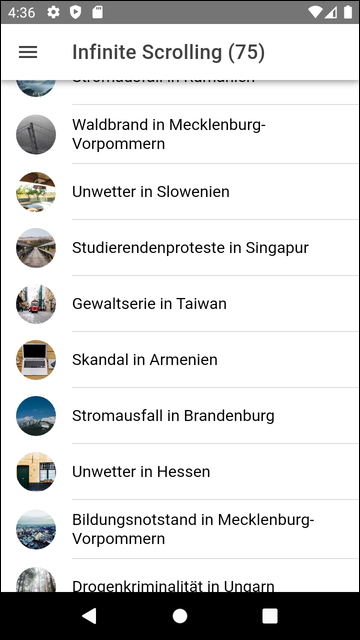 4:36
Infinite Scrolling (75)
Stromausfall in Rumänien
Waldbrand in Mecklenburg-
Vorpommern
Unwetter in Slowenien
Studierendenproteste in Singapur
Gewaltserie in Taiwan
Skandal in Armenien
Stromausfall in Brandenburg
Unwetter in Hessen
Bildungsnotstand in Mecklenburg-
Vorpommern
Drogenkriminalität in Ungarn